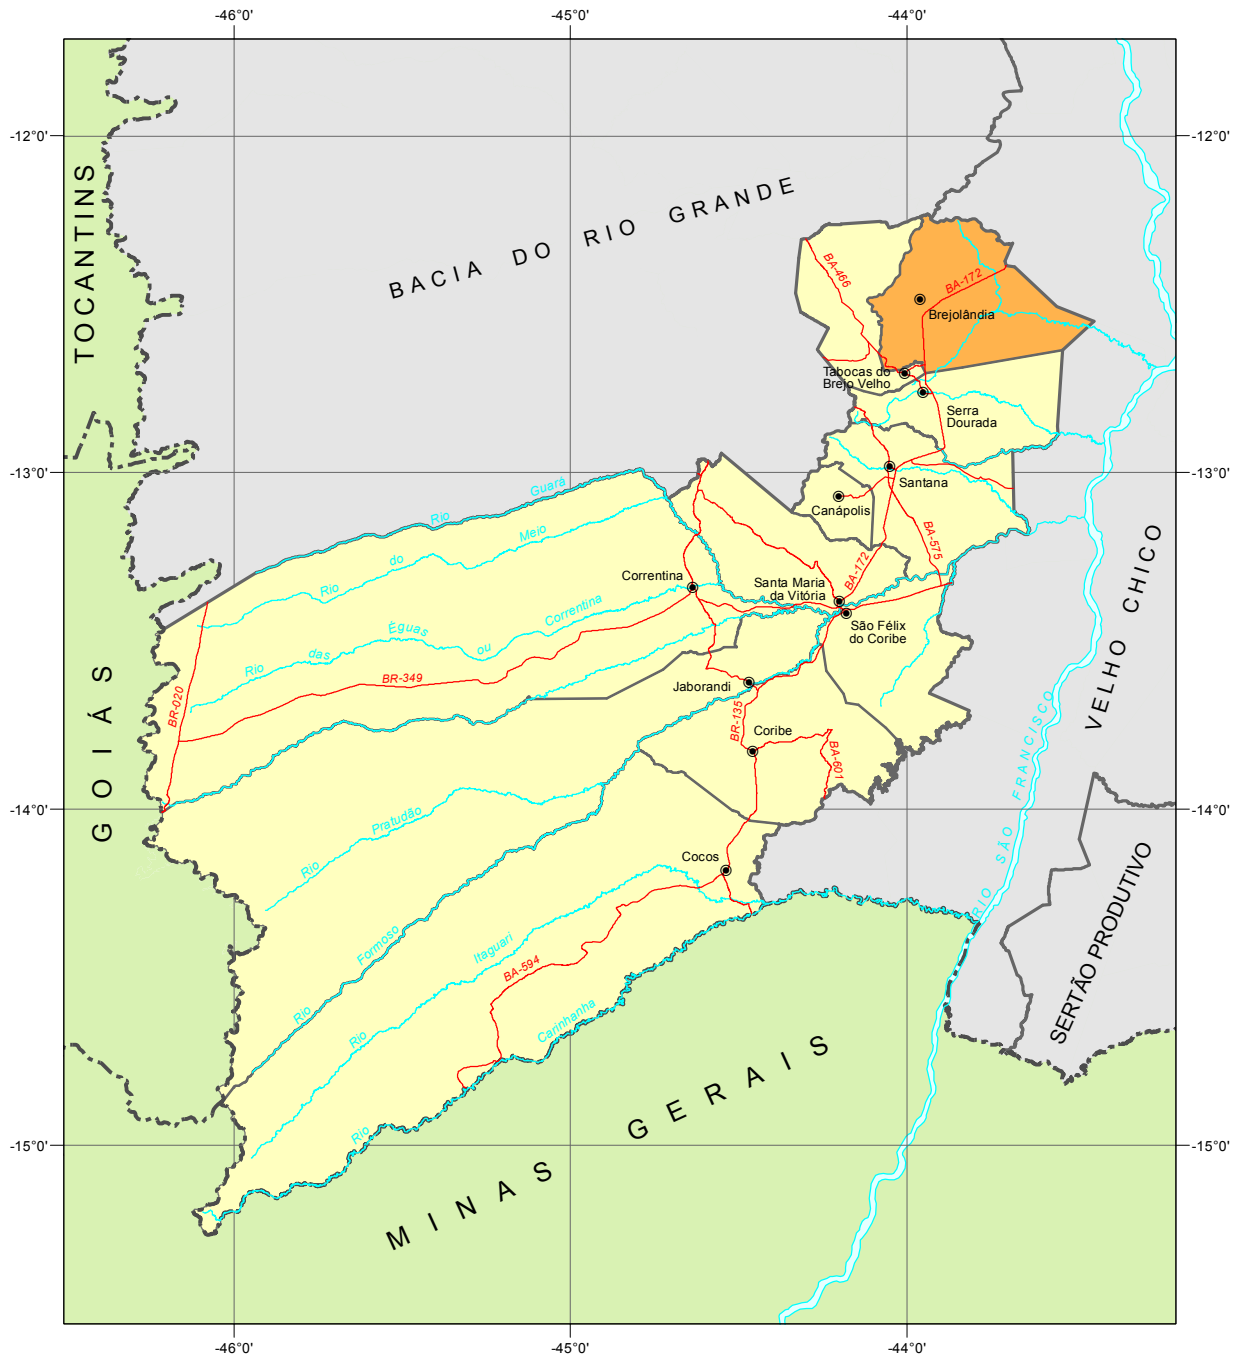 -46°0'
-45°0'
-44°0'
-12°0'
-12°0'
TOCANTINS
BACIA DO RIO GRANDE
BA-466
BA-172
Brejolândia
Tabocas do
Brejo Velho
Serra
Dourada
-13°0'
-13°0'
Rio Guará
Santana
Canápolis
Rio do Meio
BA-575
VELHO CHICO
BA-172
Correntina
Santa Maria
da Vitória
São Félix
do Coribe
Rio das Éguas ou Correntina
GOIÁS
BR-020
BR-349
Jaborandi
BR-135
Coribe
BA-601
RIO SÃO FRANCISCO
-14°0'
-14°0'
Rio Pratudão
Cocos
SERTÃO PRODUTIVO
Rio Formoso
Rio Itaguari
BA-594
Rio Carinhanha
MINAS GERAIS
-15°0'
-15°0'
-46°0'
-45°0'
-44°0'